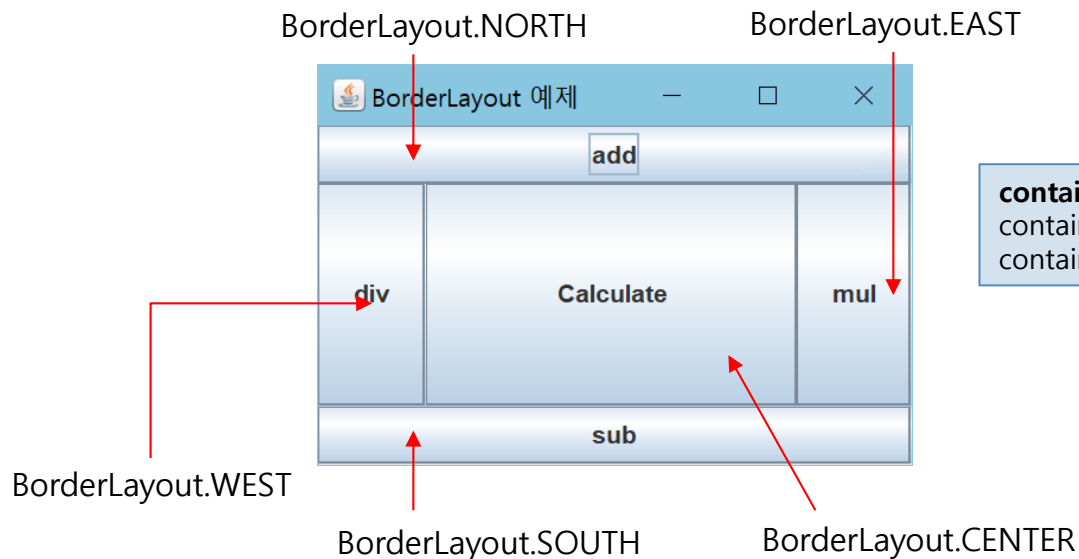 BorderLayout.NORTH
BorderLayout.EAST
BorderLayout 예제
add
div
Calculate
mul
sub
BorderLayout.WEST
BorderLayout.SOUTH
BorderLayout.CENTER